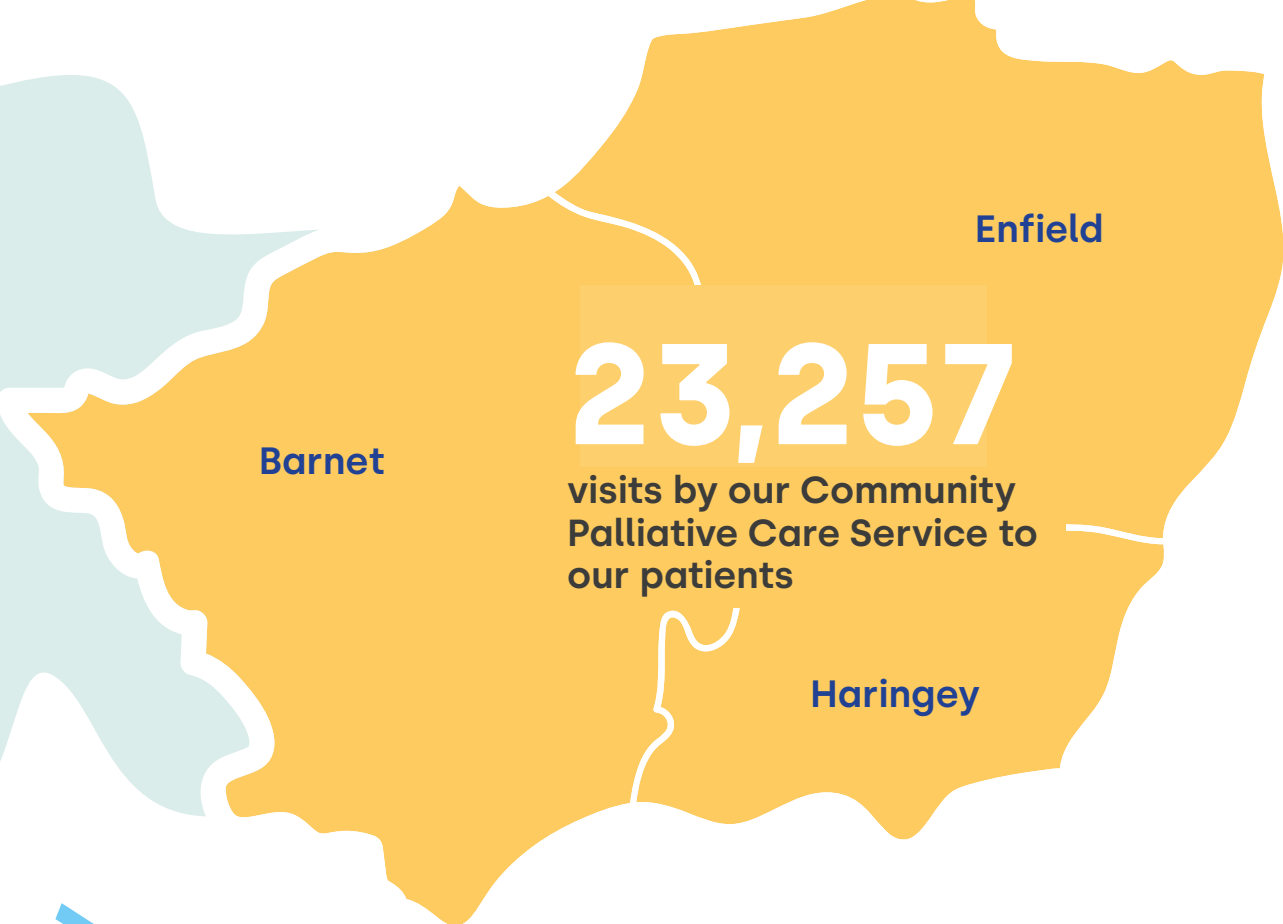 Enfield
23,257
Barnet
visits by our Community
Palliative Care Service to
our patients
Haringey